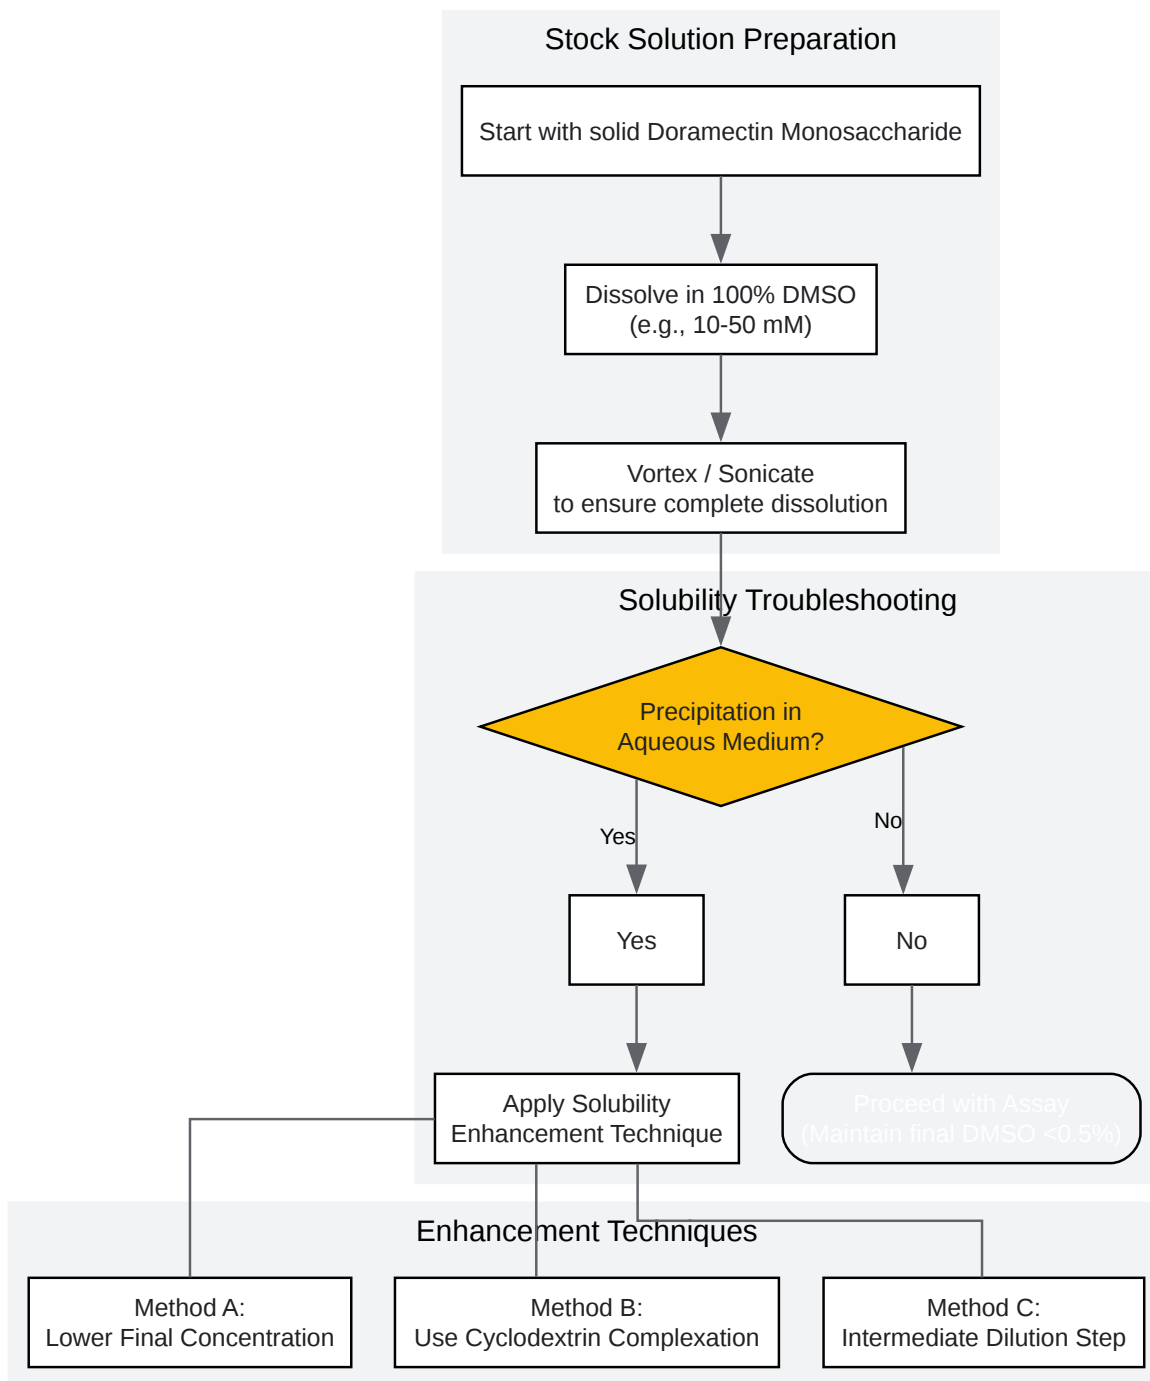 Stock Solution Preparation
Start with solid Doramectin Monosaccharide
Dissolve in 100% DMSO
(e.g., 10-50 mM)
Vortex / Sonicate
to ensure complete dissolution
Solubility Troubleshooting
Precipitation in
Aqueous Medium?
Yes
No
Yes
No
Apply Solubility
Enhancement Technique
Proceed with Assay
(Maintain final DMSO <0.5%)
Enhancement Techniques
Method A:
Lower Final Concentration
Method B:
Use Cyclodextrin Complexation
Method C:
Intermediate Dilution Step